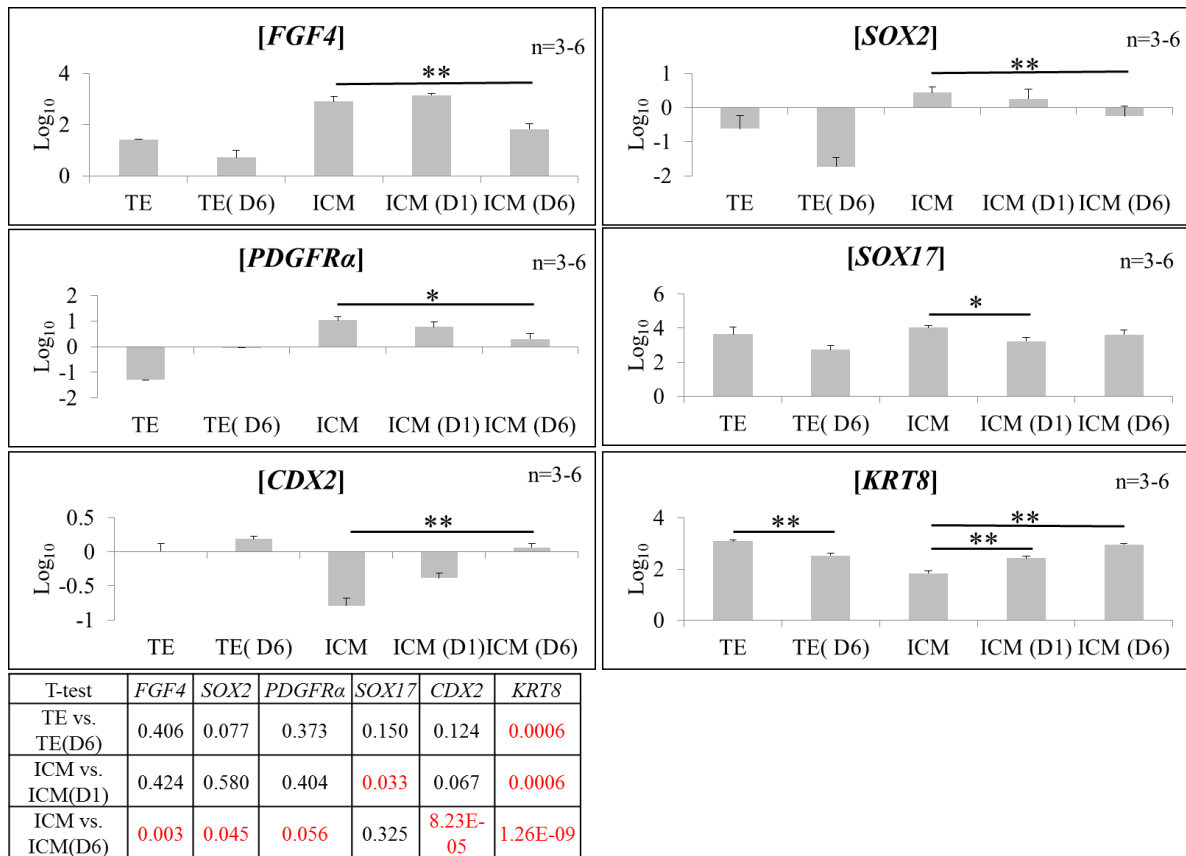 [FGF4]
n=3-6
**
Log10
4
2
0
TE TE( D6) ICM ICM (D1) ICM (D6)
[SOX2]
n=3-6
**
Log10
1
0
-1
-2
TE TE( D6) ICM ICM (D1) ICM (D6)
[PDGFRα]
n=3-6
*
Log10
2
1
0
-1
-2
TE TE( D6) ICM ICM (D1) ICM (D6)
[SOX17]
n=3-6
*
Log10
6
4
2
0
TE TE( D6) ICM ICM (D1) ICM (D6)
[CDX2]
n=3-6
**
Log10
0.5
0
-0.5
-1
TE TE( D6) ICM ICM (D1) ICM (D6)
[KRT8]
n=3-6
** ** **
Log10
4
2
0
TE TE( D6) ICM ICM (D1) ICM (D6)
T-test FGF4 SOX2 PDGFRα SOX17 CDX2 KRT8
TE vs.
TE(D6) 0.406 0.077 0.373 0.150 0.124 0.0006
ICM vs.
ICM(D1) 0.424 0.580 0.404 0.033 0.067 0.0006
ICM vs.
ICM(D6) 0.003 0.045 0.056 0.325 8.23E-
05 1.26E-09